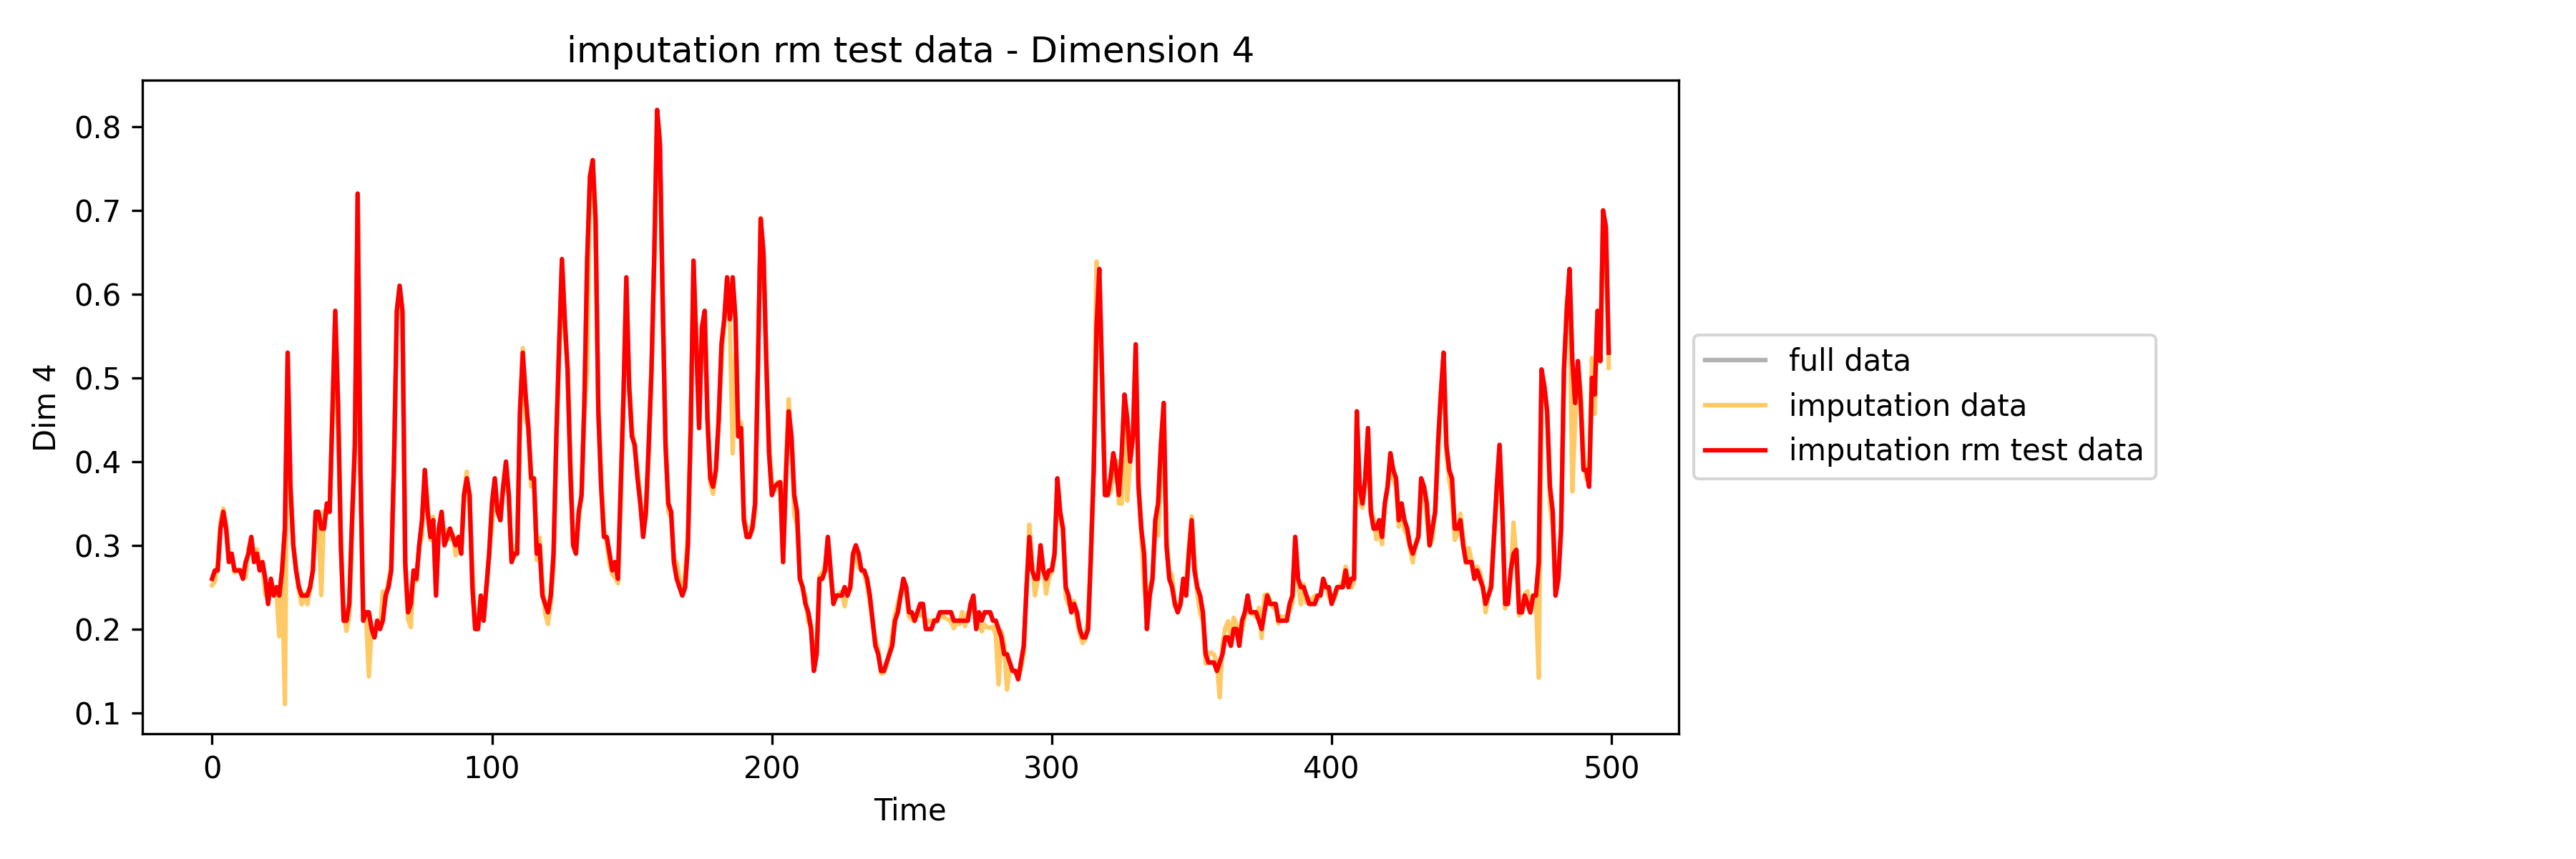 imputation rm test data - Dimension 4
0.8
0.7
0.6
0.5
0.4
0.3
0.2
0.1
Dim 4
0 100 200 300 400 500
Time
full data
imputation data
imputation rm test data